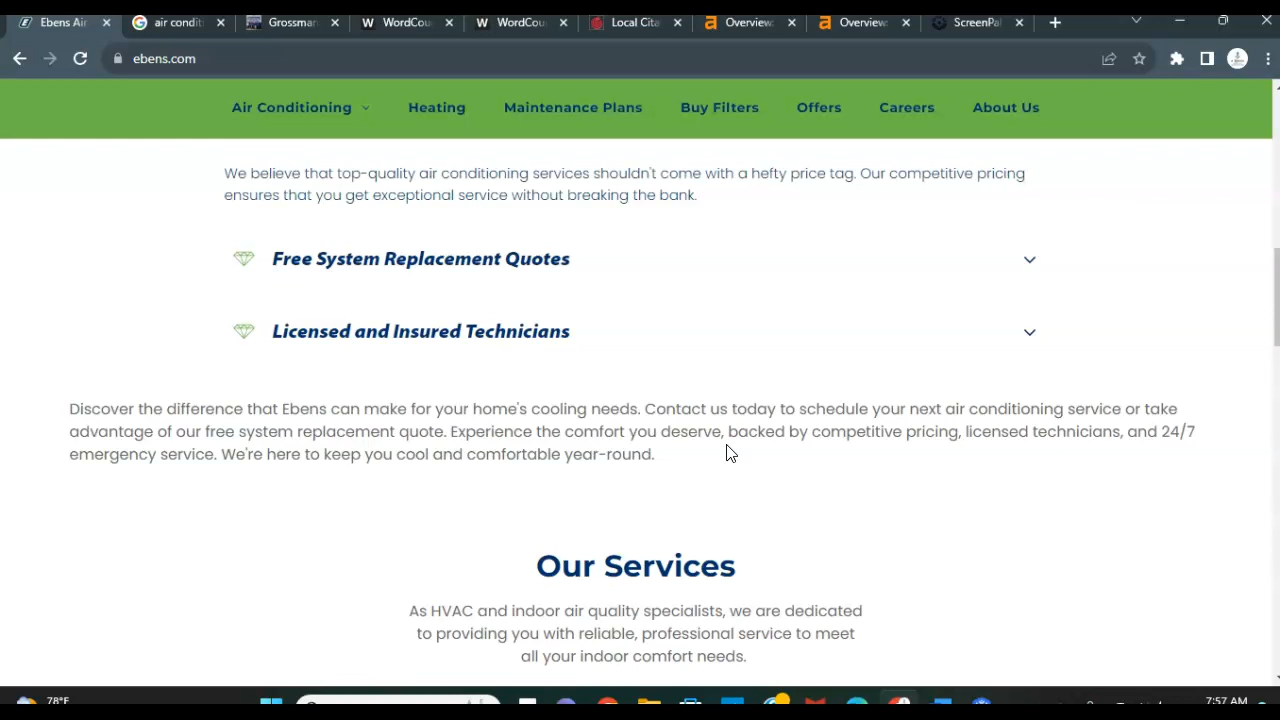 Ebens Air
air condit
Grossmar
WordCou
WordCou
Local Cita
Overview:
Overview:
ScreenPal
ebens.com
Air Conditioning
Heating
Maintenance Plans
Buy Filters
Offers
Careers
About Us
We believe that top-quality air conditioning services shouldn't come with a hefty price tag. Our competitive pricing
ensures that you get exceptional service without breaking the bank.
Free System Replacement Quotes
Licensed and Insured Technicians
Discover the difference that Ebens can make for your home's cooling needs. Contact us today to schedule your next air conditioning service or take
advantage of our free system replacement quote. Experience the comfort you deserve, backed by competitive pricing, licensed technicians, and 24/7
emergency service. We're here to keep you cool and comfortable year-round.
Our Services
As HVAC and indoor air quality specialists, we are dedicated
to providing you with reliable, professional service to meet
all your indoor comfort needs.
78°F
7:57 AM